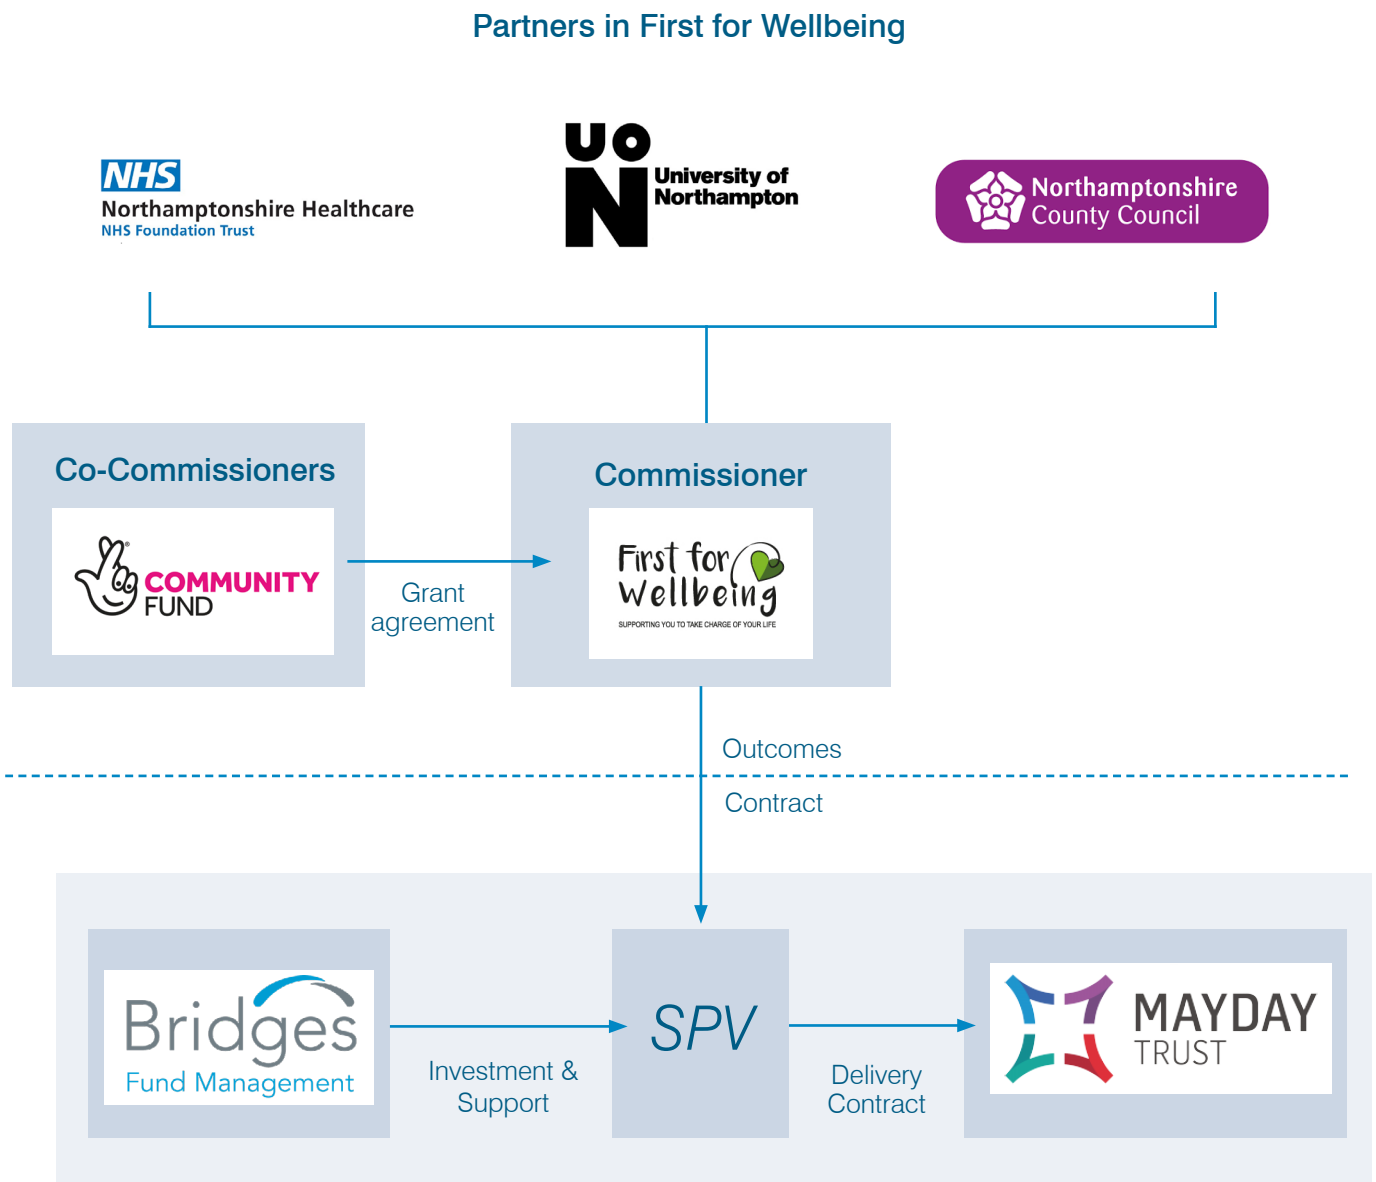 Partners in First for Wellbeing
NHS
Northamptonshire Healthcare
NHS Foundation Trust
UON
University of
Northampton
Northamptonshire
County Council
Co-Commissioners
COMMUNITY
FUND
Grant
agreement
Commissioner
First for
Wellbeing
SUPPORTING YOU TO TAKE CHARGE OF YOUR LIFE
Outcomes
Contract
Bridges
Fund Management
Investment &
Support
SPV
Delivery
Contract
MAYDAY
TRUST